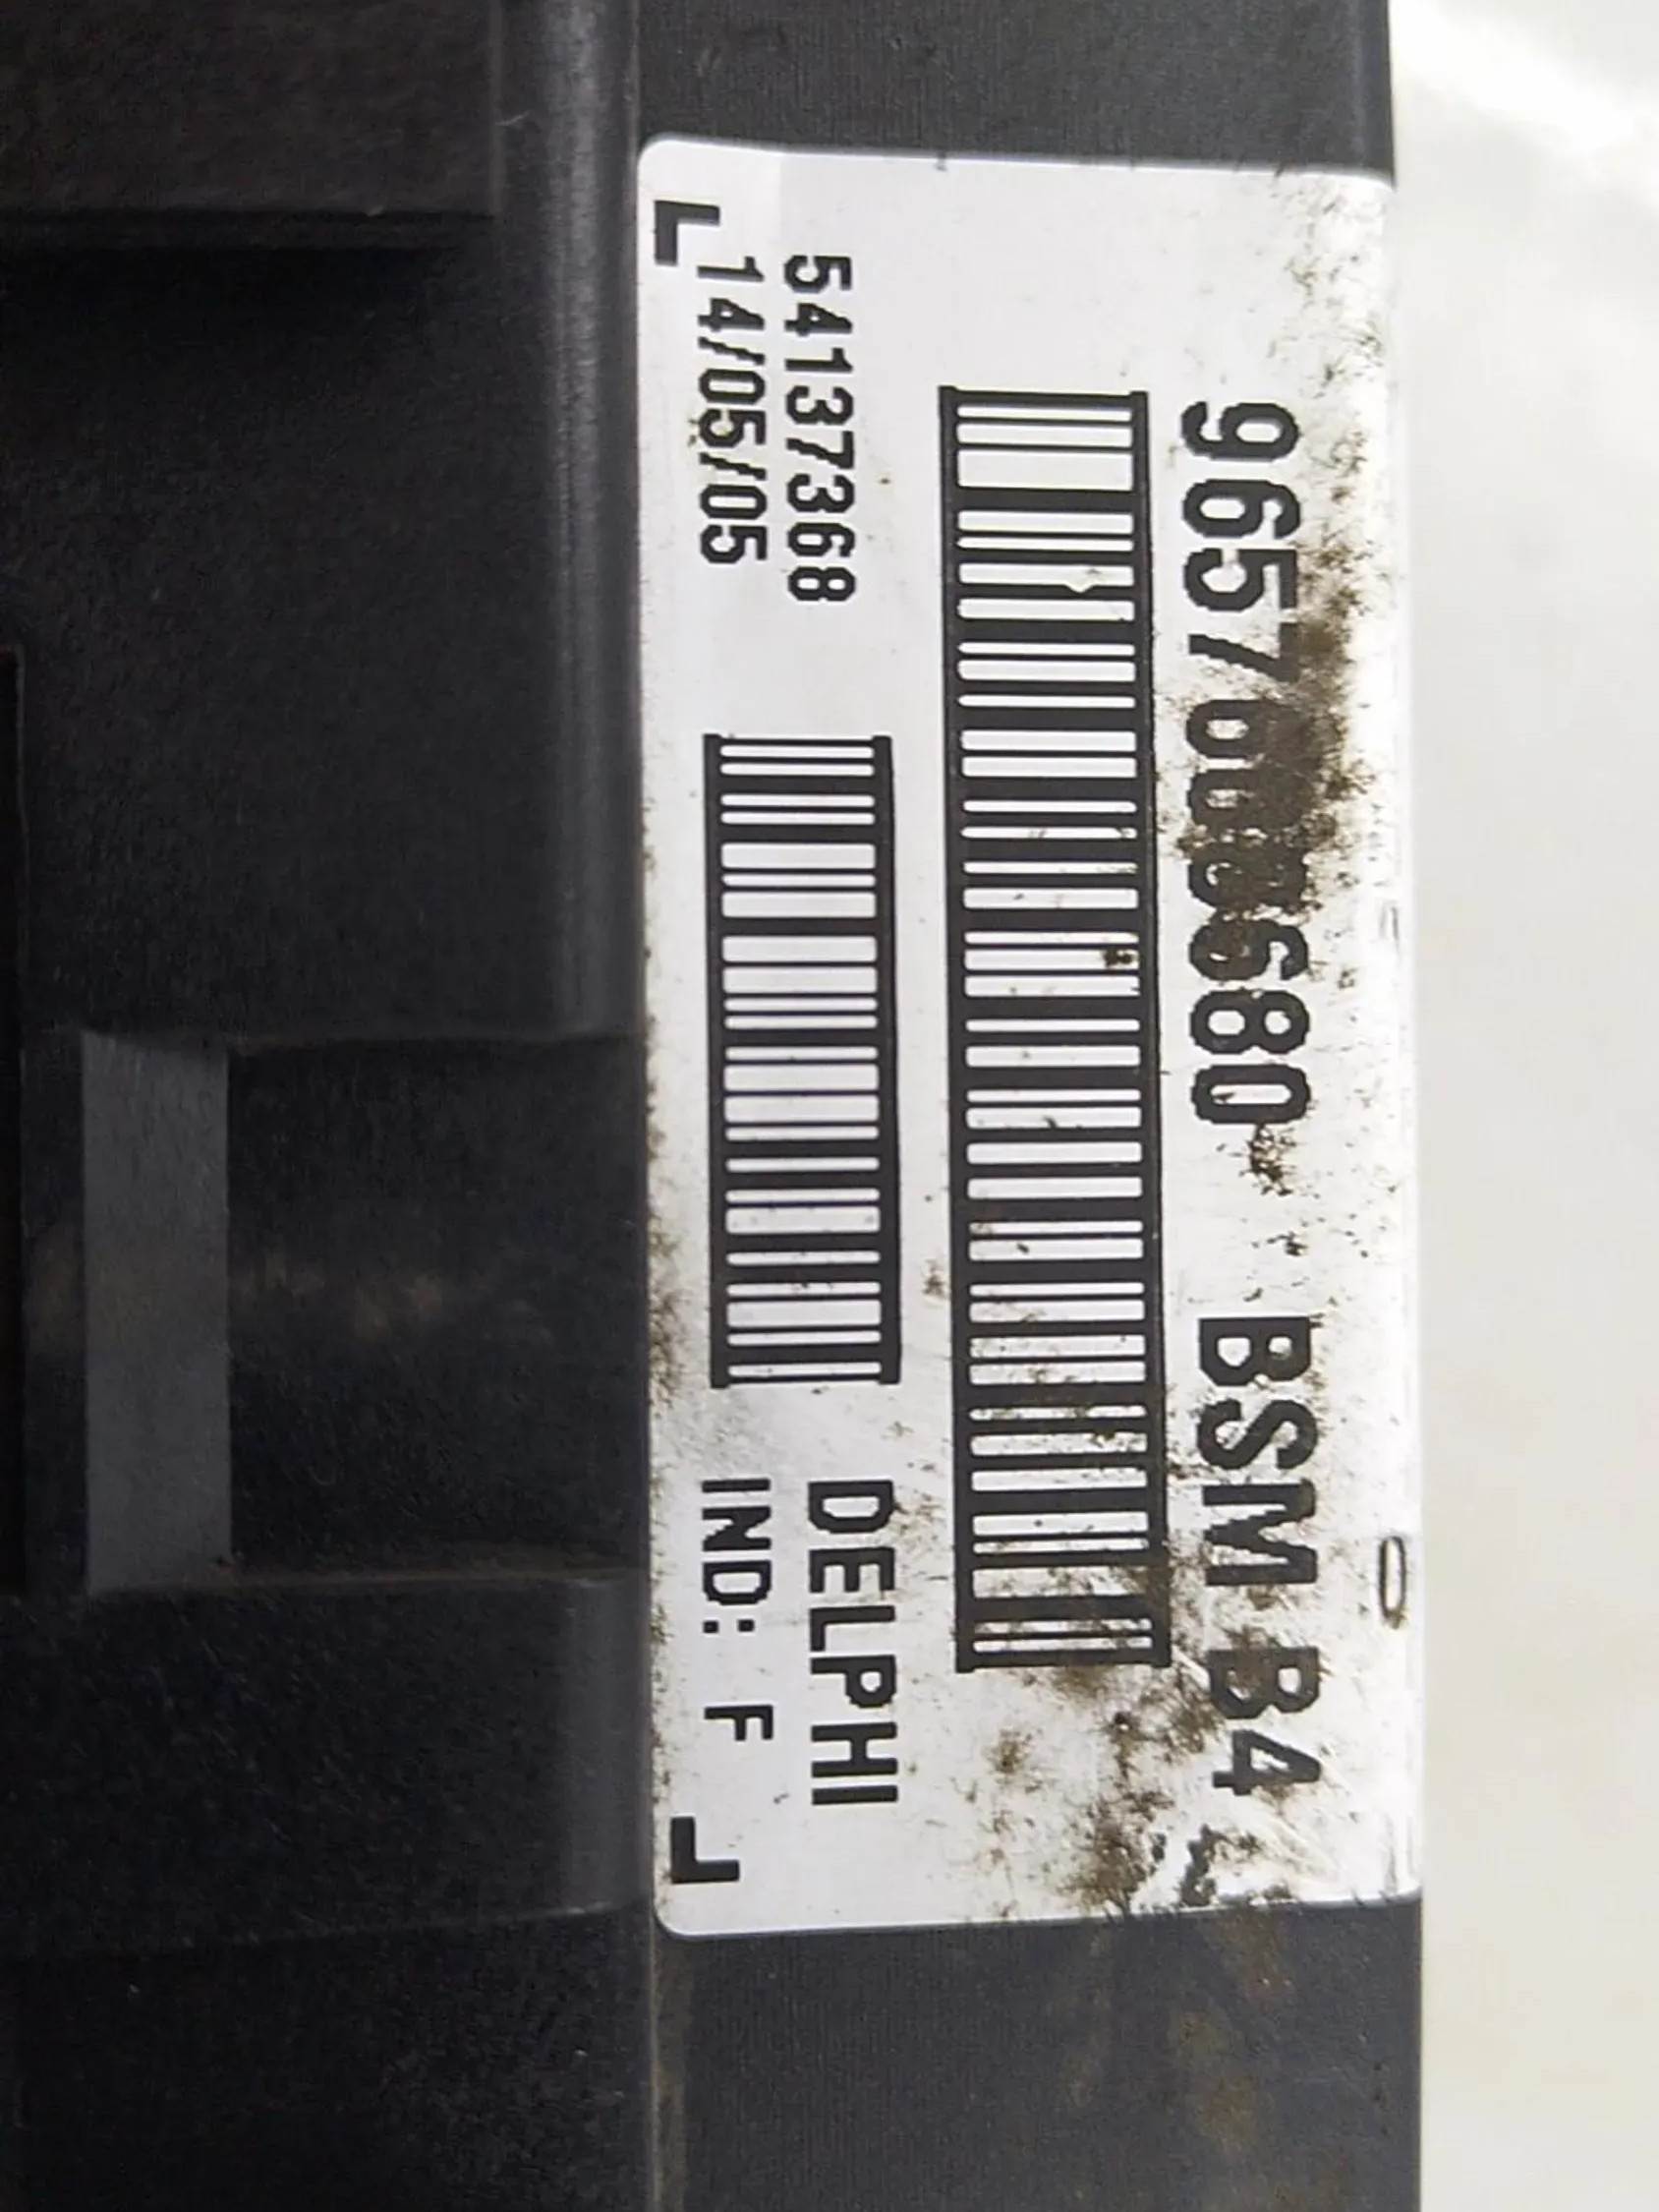 BSM B4
54137368
14/05/05
DELPHI
IND: F